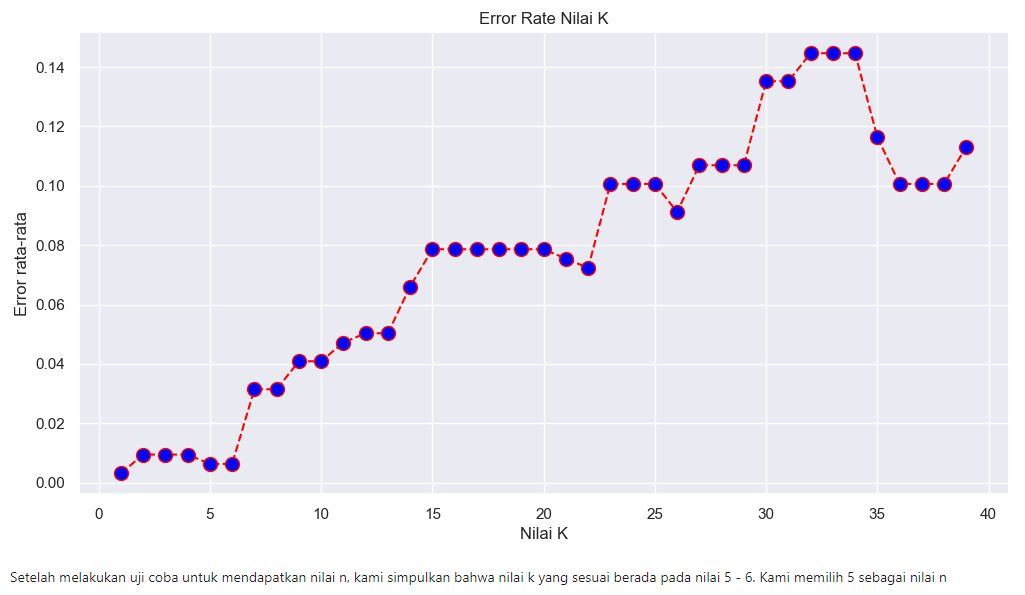 Error Rate Nilai K
Error rata-rata
0.14
0.12
0.10
0.08
0.06
0.04
0.02
0.00
0 5 10 15 20 25 30 35 40
Nilai K
Setelah melakukan uji coba untuk mendapatkan nilai n, kami simpulkan bahwa nilai k yang sesuai berada pada nilai 5 - 6. Kami memilih 5 sebagai nilai n